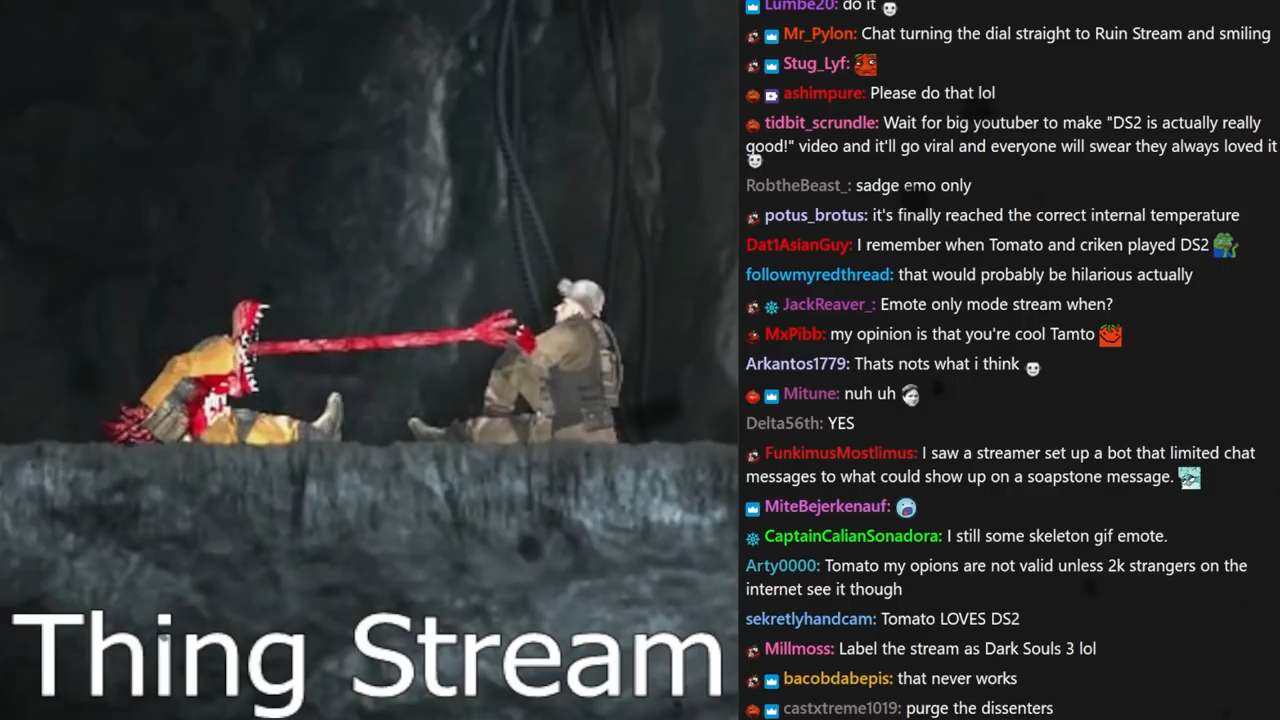 Lumbe20: do it
Mr_Pylon: Chat turning the dial straight to Ruin Stream and smiling
Stug_Lyf:
ashimpure: Please do that lol
tidbit_scrundle: Wait for big youtuber to make "DS2 is actually really
good!" video and it'll go viral and everyone will swear they always loved it
RobtheBeast_: sadge emo only
potus_brotus: it's finally reached the correct internal temperature
Dat1AsianGuy: I remember when Tomato and criken played DS2
followmyredthread: that would probably be hilarious actually
JackReaver_: Emote only mode stream when?
MxPibb: my opinion is that you're cool Tamto
Arkantos1779: Thats nots what i think
Mitune: nuh uh
Delta56th: YES
FunkimusMostlimus: I saw a streamer set up a bot that limited chat
messages to what could show up on a soapstone message.
MiteBejerkenauf:
CaptainCalianSonadora: I still some skeleton gif emote.
Arty0000: Tomato my opions are not valid unless 2k strangers on the
internet see it though
sekretlyhandcam: Tomato LOVES DS2
Millmoss: Label the stream as Dark Souls 3 lol
bacobdabepis: that never works
castxtreme1019: purge the dissenters
Thing Stream